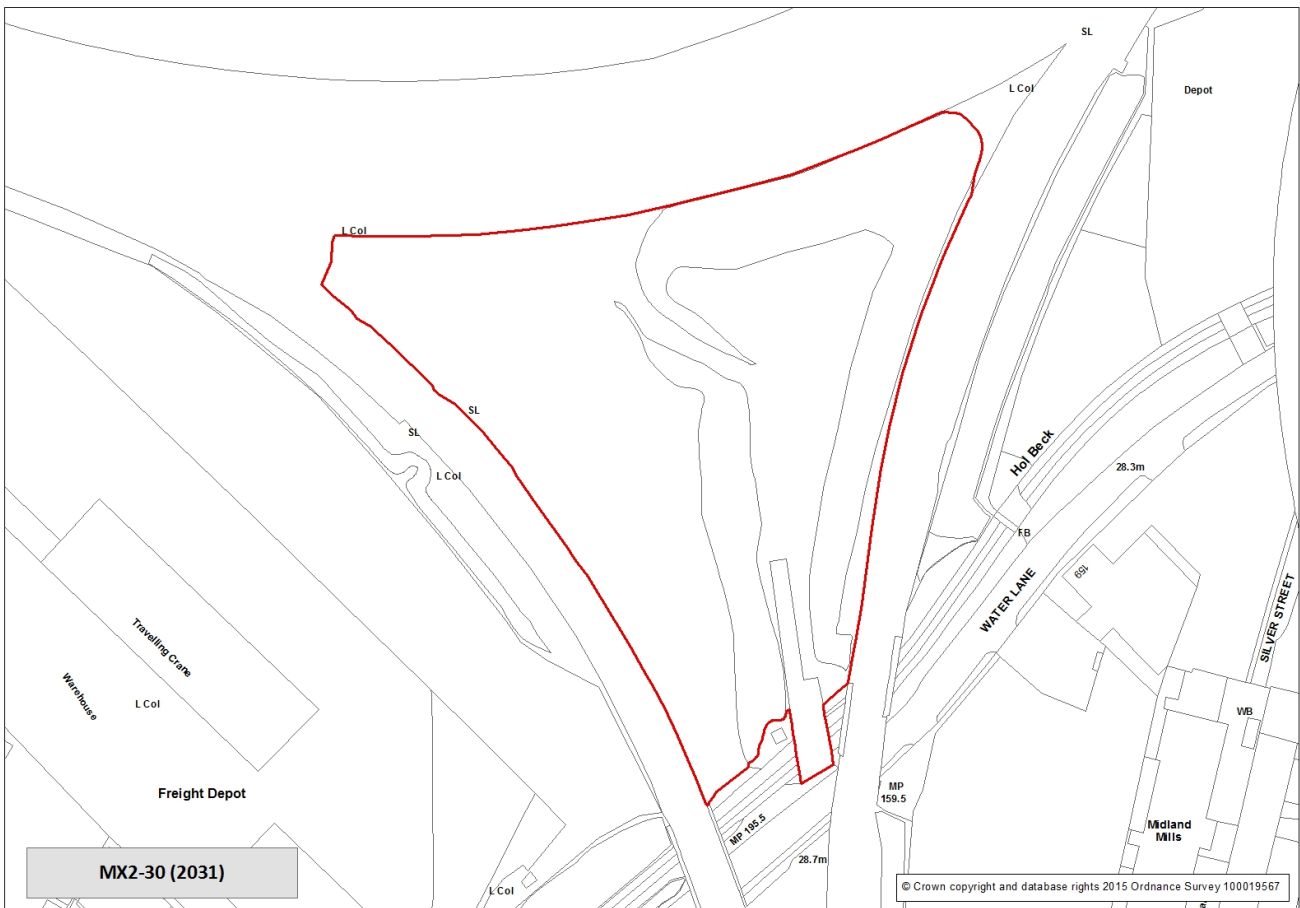 SL
L Col
Depot
L Col
SL
SL
L Col
Hol Beck
28.3m
FB
159
WATER LANE
SILVER STREET
Travelling Crane
Warehouse
L Col
WB
Freight Depot
MP
159.5
MP 195.5
Midland
Mills
28.7m
MX2-30 (2031)
L Col
© Crown copyright and database rights 2015 Ordnance Survey 100019567